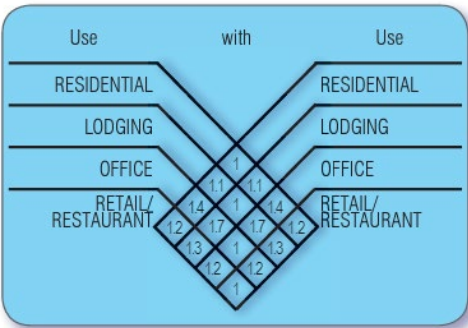 Use with Use
RESIDENTIAL RESIDENTIAL
LODGING LODGING
OFFICE OFFICE
RETAIL/ RETAIL/
RESTAURANT RESTAURANT
1
1.1 1.1
1.4 1 1.4
1.2 1.7 1.7 1.2
1.3 1 1.3
1.2 1.2
1